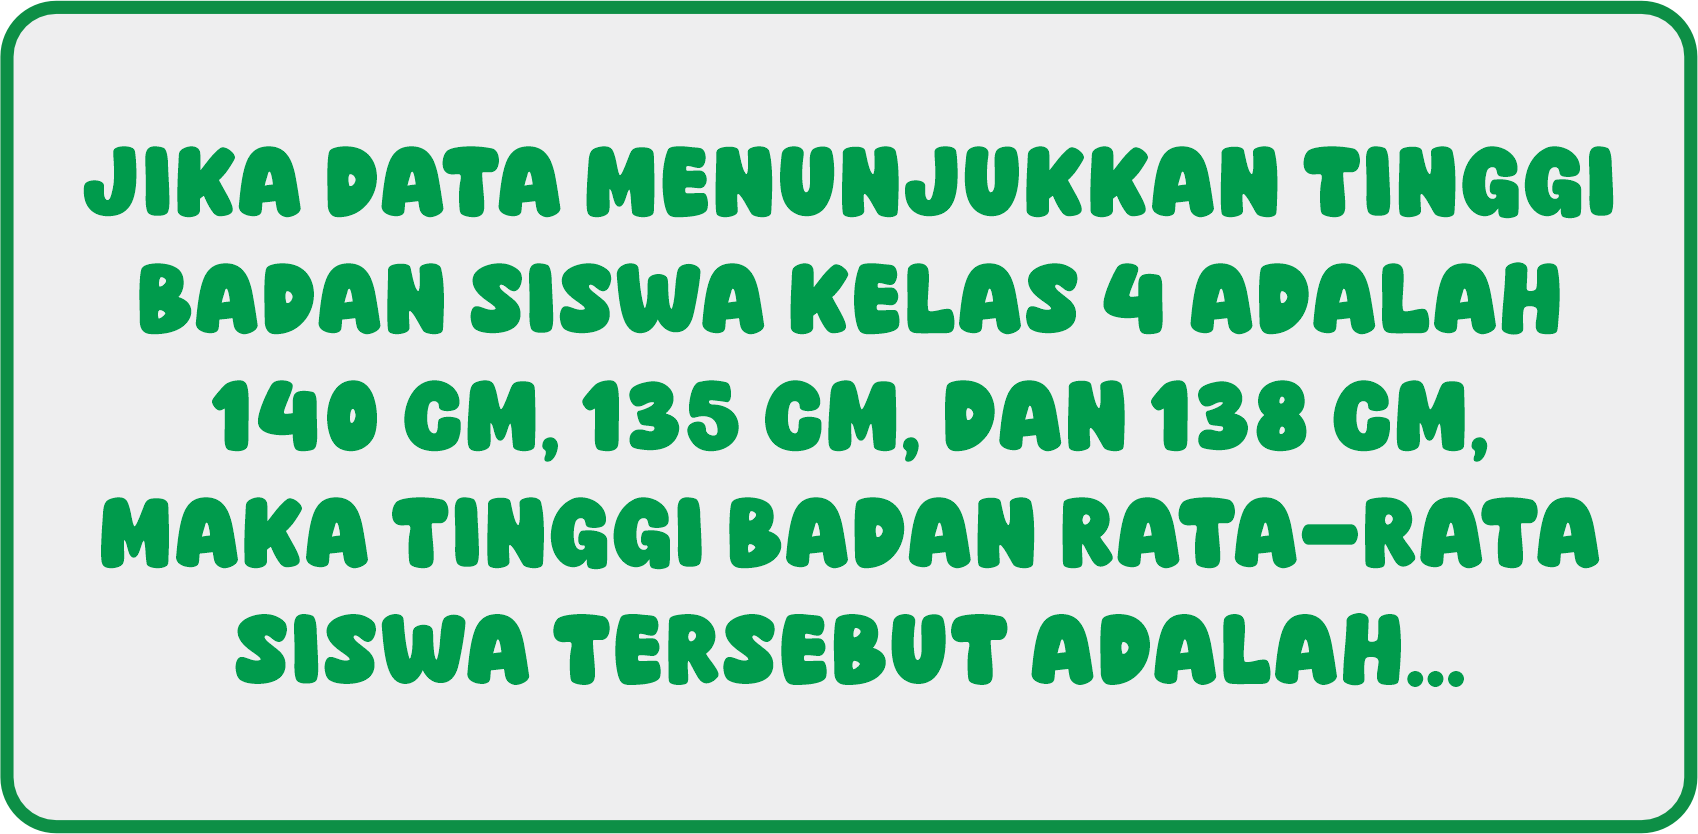 JIKA DATA MENUNJUKKAN TINGGI
BADAN SISWA KELAS 4 ADALAH
140 CM, 135 CM, DAN 138 CM,
MAKA TINGGI BADAN RATA-RATA
SISWA TERSEBUT ADALAH...